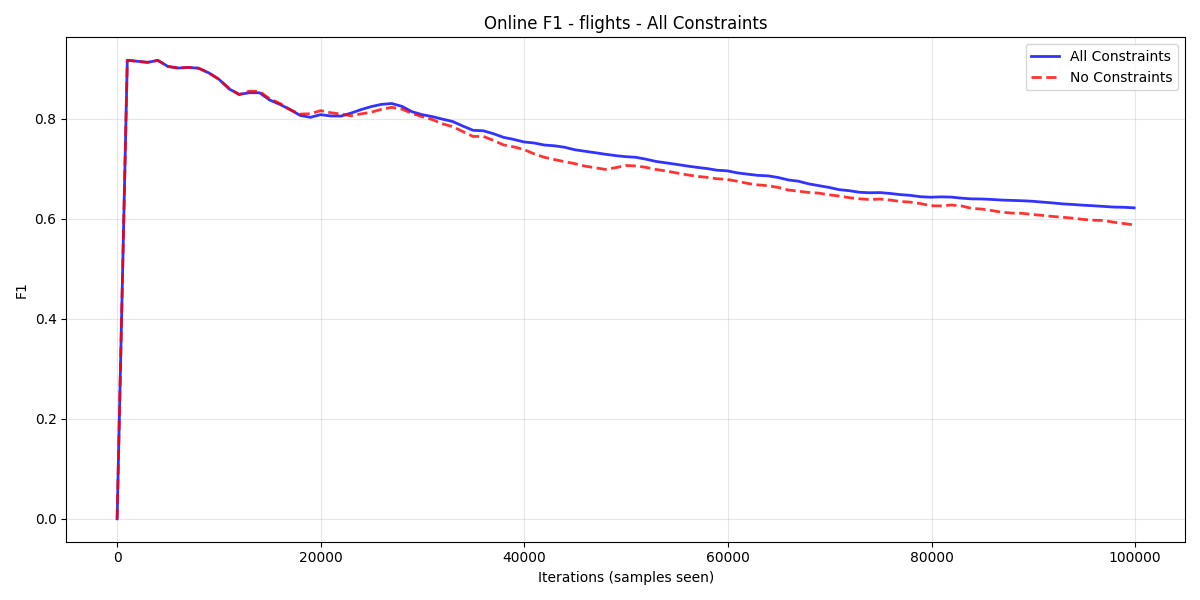 Online F1 - flights - All Constraints
All Constraints
No Constraints
F1
0.8
0.6
0.4
0.2
0.0
0 20000 40000 60000 80000 100000
Iterations (samples seen)